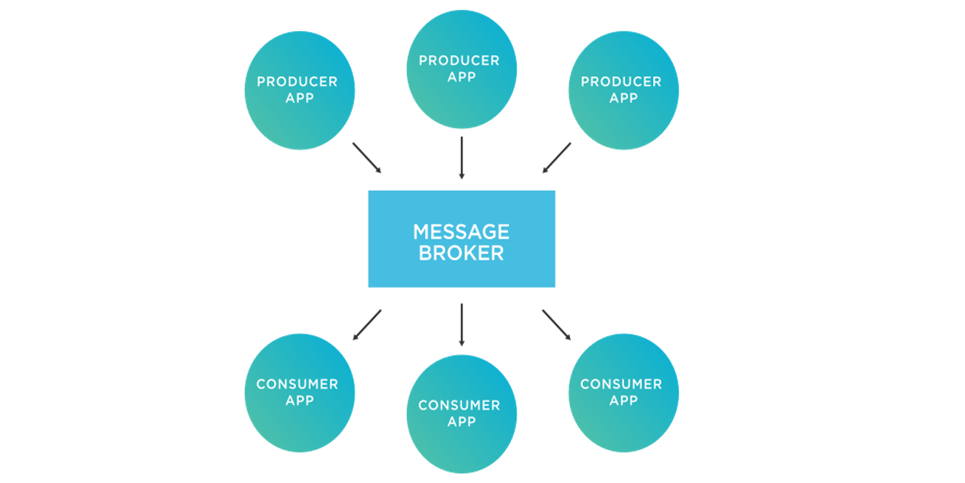 PRODUCER
APP
PRODUCER
APP
PRODUCER
APP
MESSAGE
BROKER
CONSUMER
APP
CONSUMER
APP
CONSUMER
APP